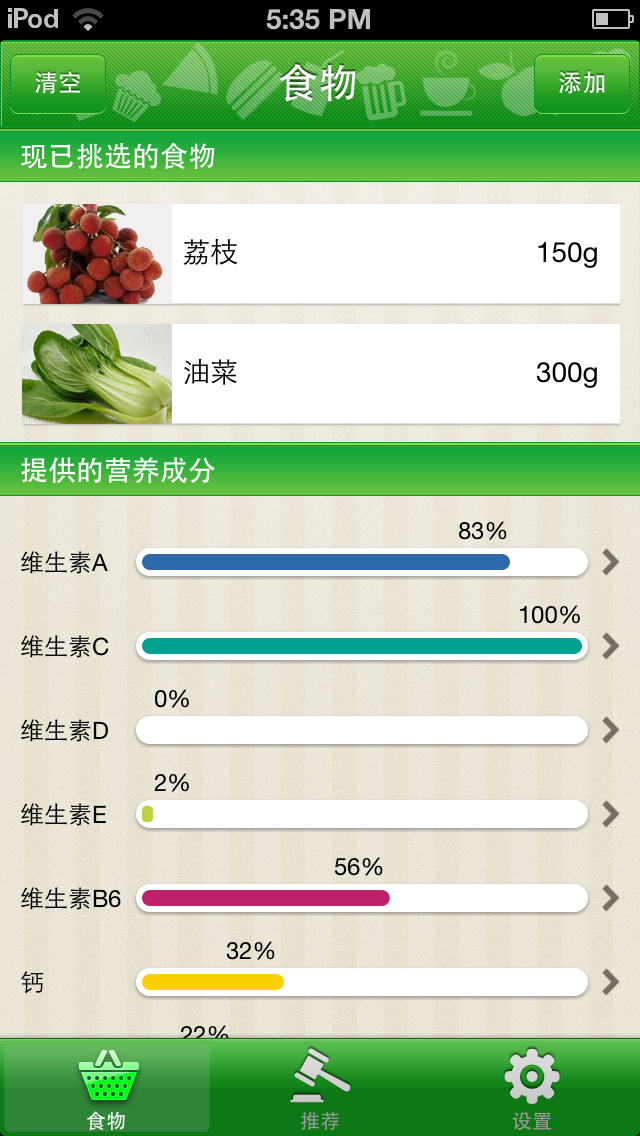 iPod 5:35 PM
清空 食物 添加
现已挑选的食物
荔枝 150g
油菜 300g
提供的营养成分
83%
维生素A
100%
维生素C
0%
维生素D
2%
维生素E
56%
维生素B6
32%
钙
22%
食物 推荐 设置